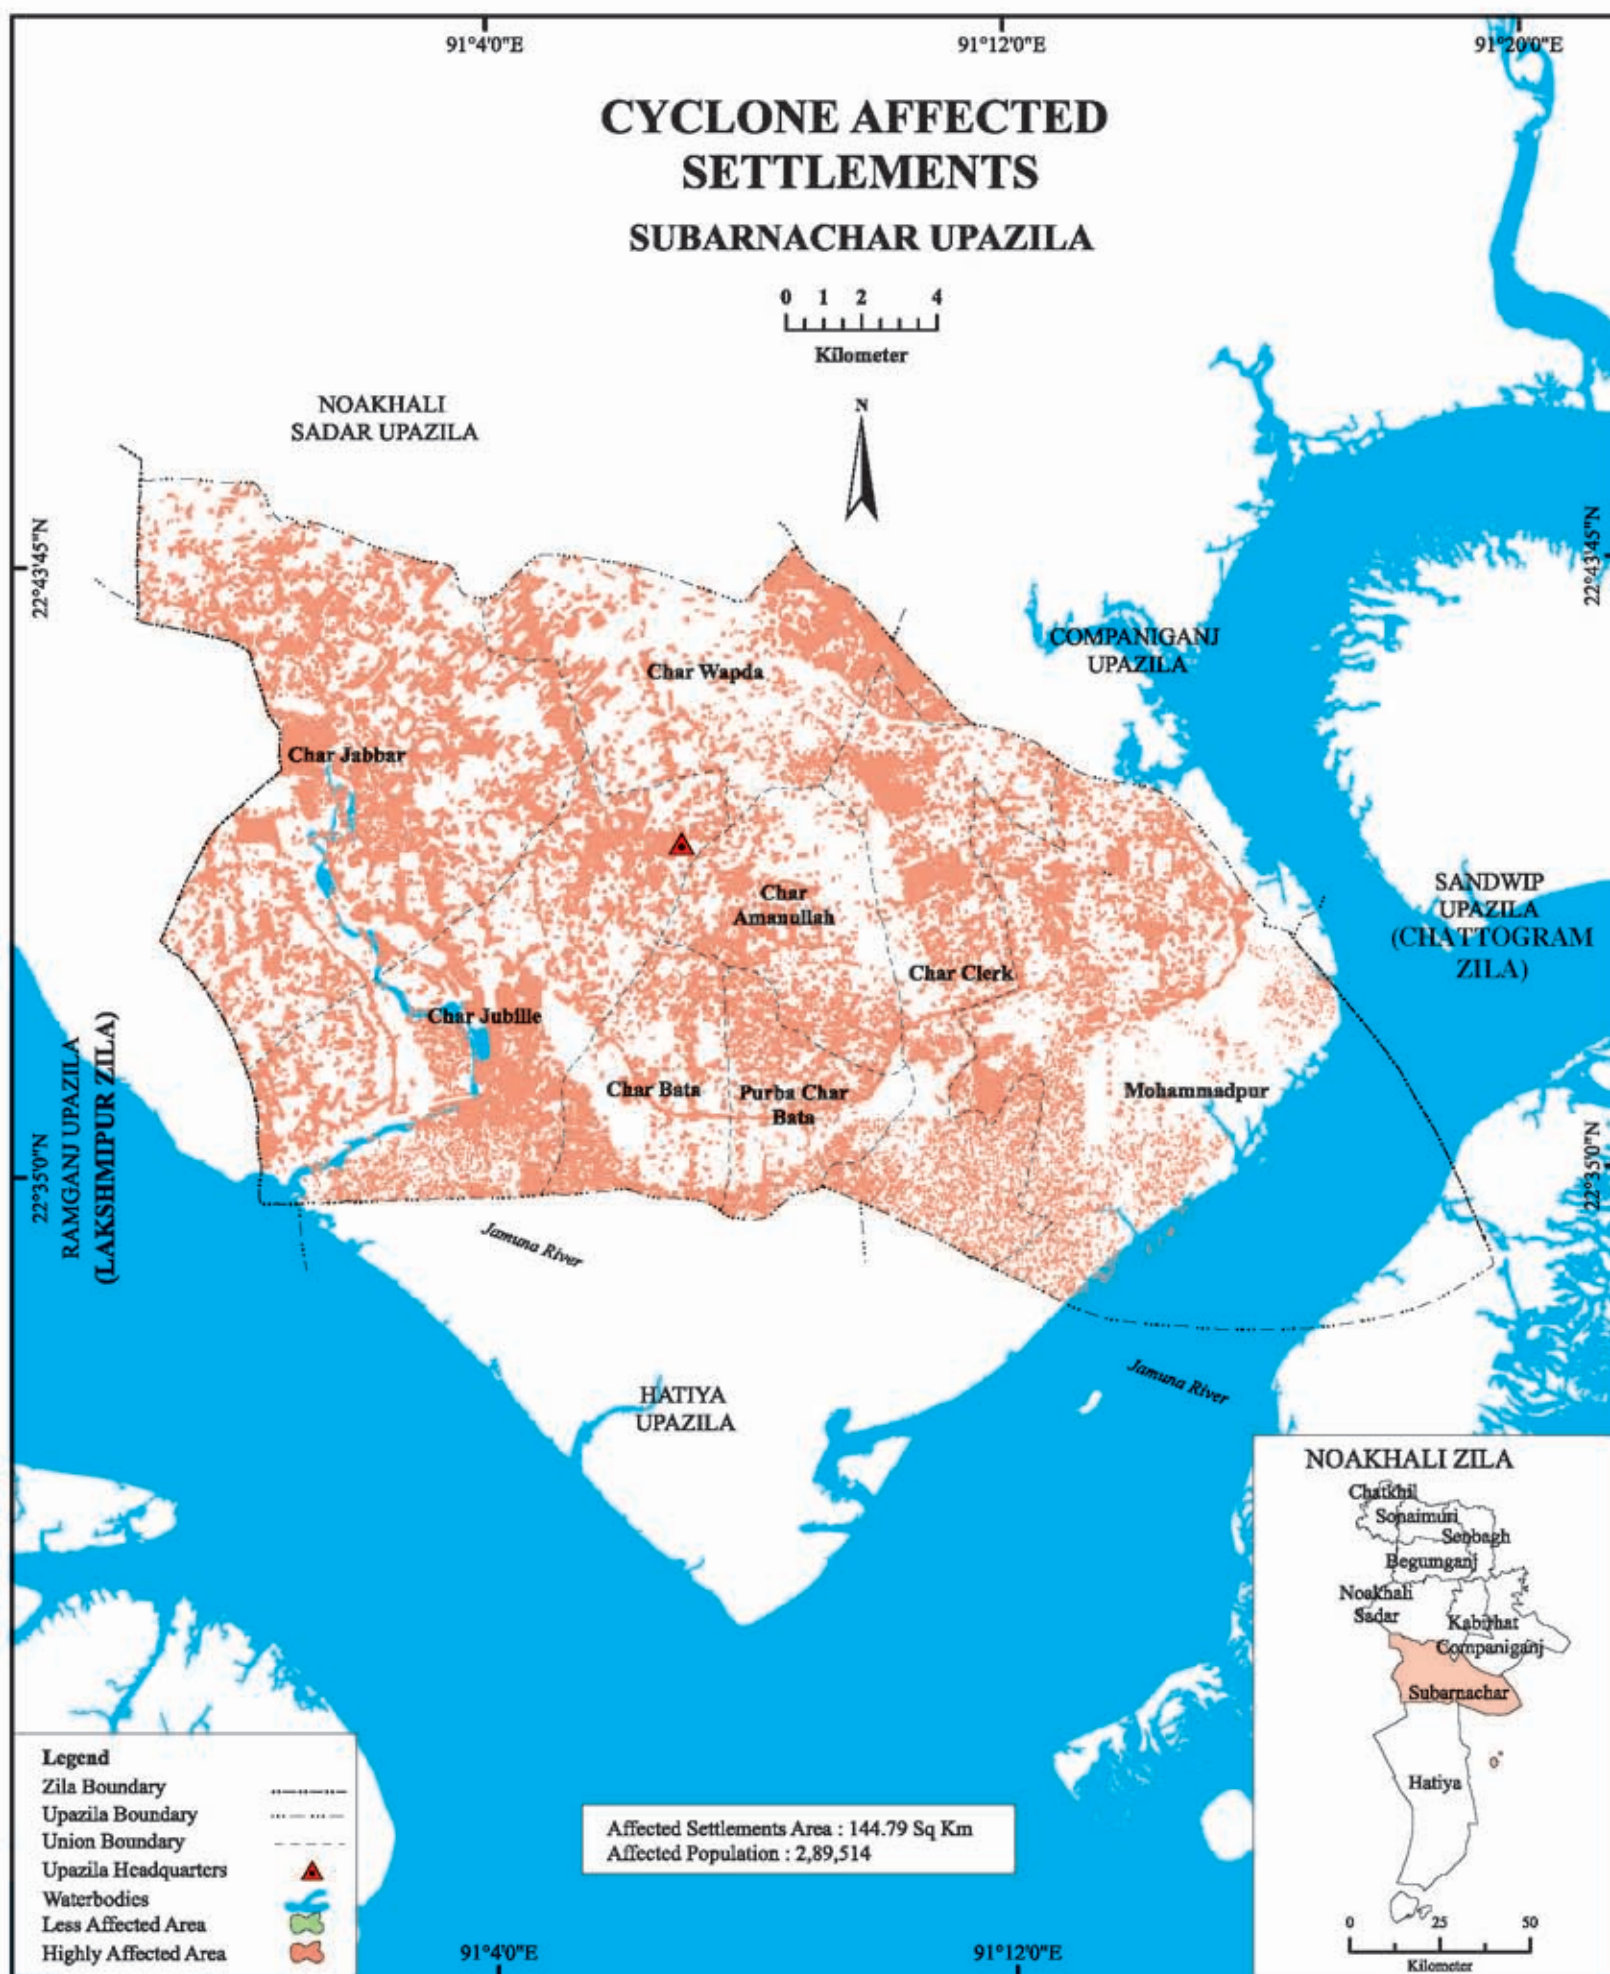 91°4'0"E
91°12'0"E
91°20'0"E
CYCLONE AFFECTED
SETTLEMENTS
SUBARNACHAR UPAZILA
0 1 2 4
Kilometer
N
NOAKHALI
SADAR UPAZILA
22°43'45"N
22°43'45"N
COMPANIGANJ
UPAZILA
Char Wapda
Char Jabbar
Char
Amanullah
SANDWIP
UPAZILA
(CHATTOGRAM
ZILA)
Char Clerk
Char Jubille
Char Bata
Purba Char
Bata
Mohammadpur
RAMGANJ UPAZILA
(LAKSHMIPUR ZILA)
22°35'0"N
22°35'0"N
Jamuna River
HATIYA
UPAZILA
Jamuna River
NOAKHALI ZILA
Chatkhil
Sonaimuri
Senbagh
Begumganj
Noakhali
Sadar
Kabirhat
Companiganj
Subarnachar
Hatiya
0 25 50
Kilometer
Legend
Zila Boundary
Upazila Boundary
Union Boundary
Upazila Headquarters
Waterbodies
Less Affected Area
Highly Affected Area
Affected Settlements Area : 144.79 Sq Km
Affected Population : 2,89,514
91°4'0"E
91°12'0"E